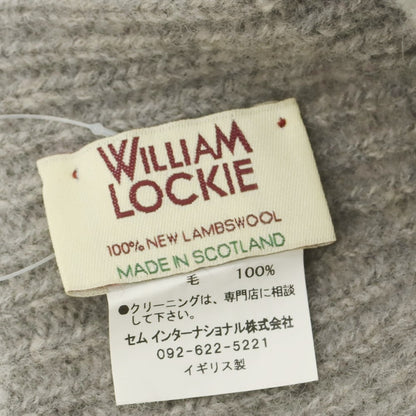 WILLIAM
LOCKIE
100% NEW LAMBSWOOL
MADE IN SCOTLAND
毛 100%
●クリーニングは、専門店に相談
して下さい。
セム インターナショナル株式会社
092-622-5221
イギリス製